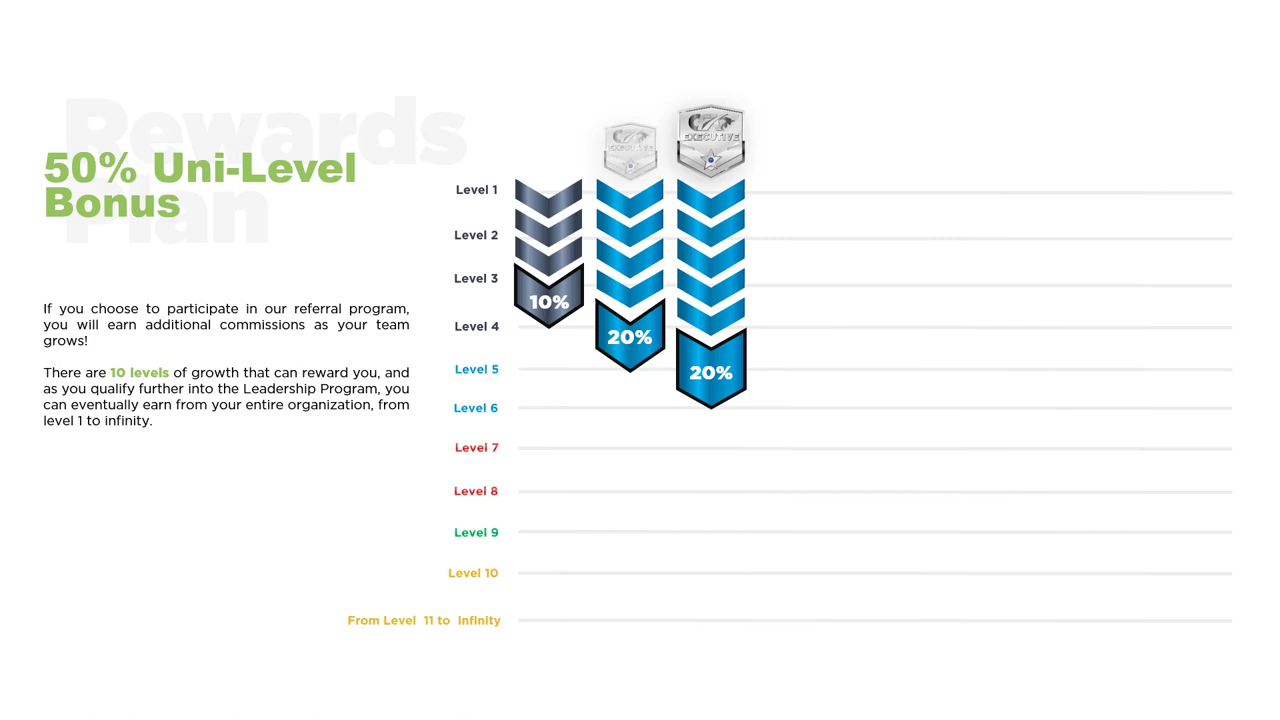 Rewards
Plan
50% Uni-Level
Bonus
If you choose to participate in our referral program,
you will earn additional commissions as your team
grows!
There are 10 levels of growth that can reward you, and
as you qualify further into the Leadership Program, you
can eventually earn from your entire organization, from
level 1 to infinity.
EXECUTIVE
EXECUTIVE
Level 1
Level 2
Level 3
Level 4
Level 5
Level 6
Level 7
Level 8
Level 9
Level 10
From Level 11 to Infinity
10%
20%
20%